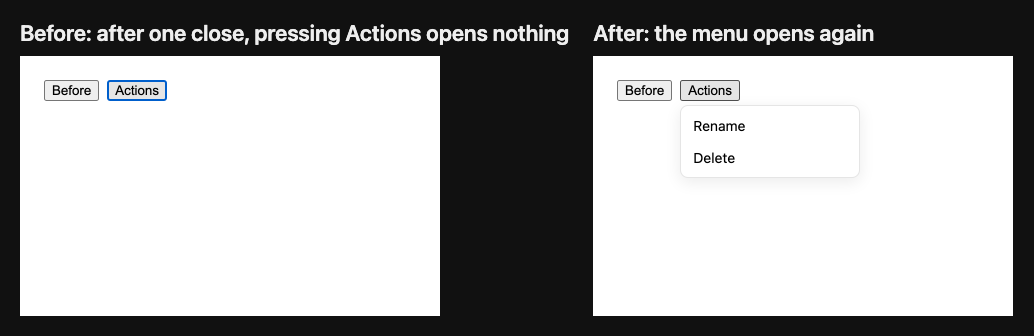 Before: after one close, pressing Actions opens nothing
Before Actions
After: the menu opens again
Before Actions
Rename
Delete